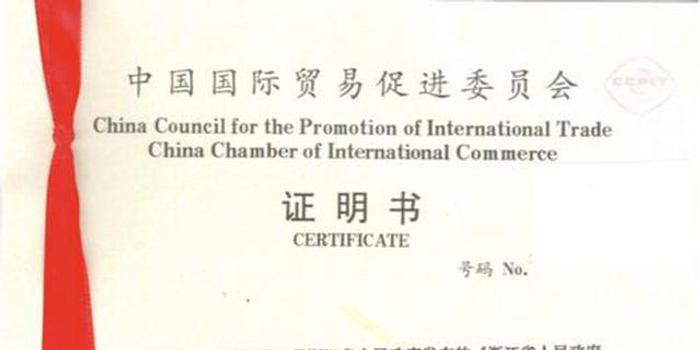 中国国际贸易促进委员会
CCPIT
China Council for the Promotion of International Trade
China Chamber of International Commerce
证明书
CERTIFICATE
号码 No.